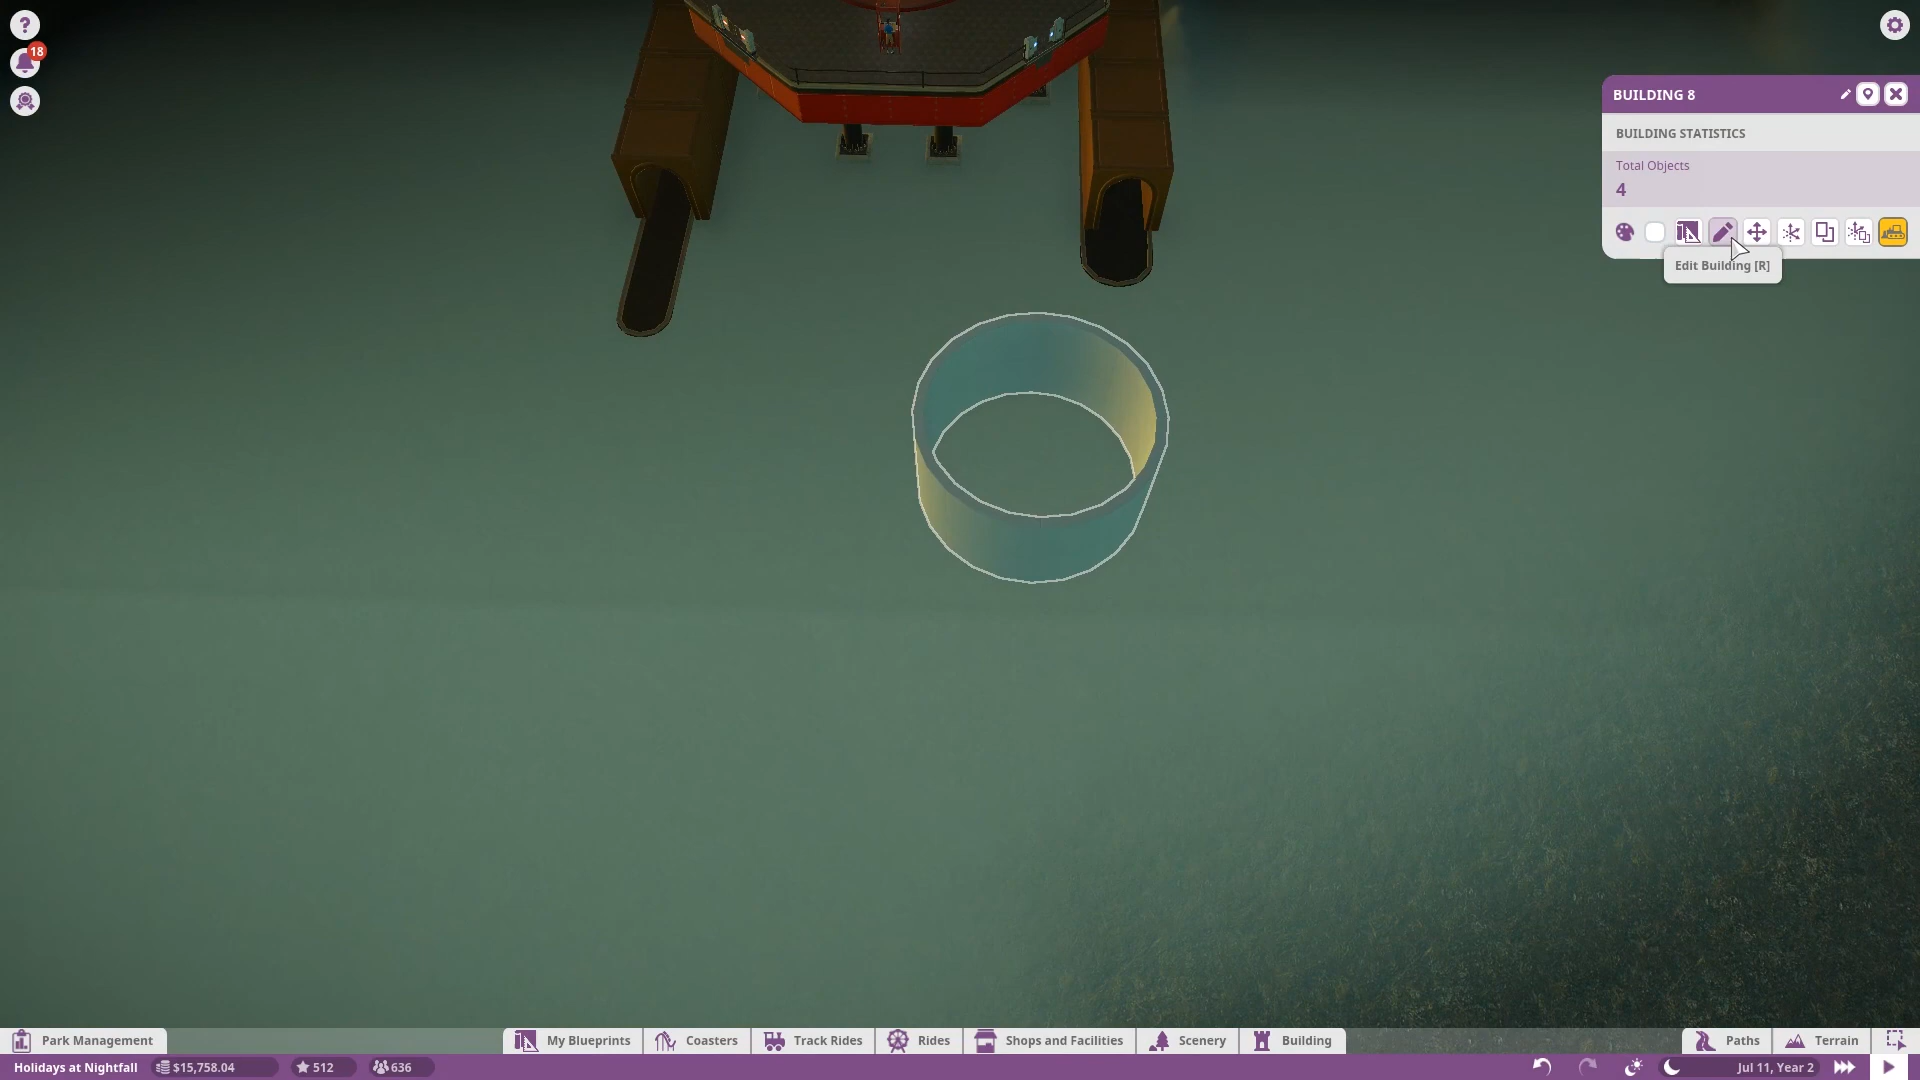 ?
18
BUILDING 8
BUILDING STATISTICS
Total Objects
4
Edit Building [R]
Park Management
My Blueprints
Coasters
Track Rides
Rides
Shops and Facilities
Scenery
Building
Paths
Terrain
Holidays at Nightfall
$15,758.04
512
636
Jul 11, Year 2